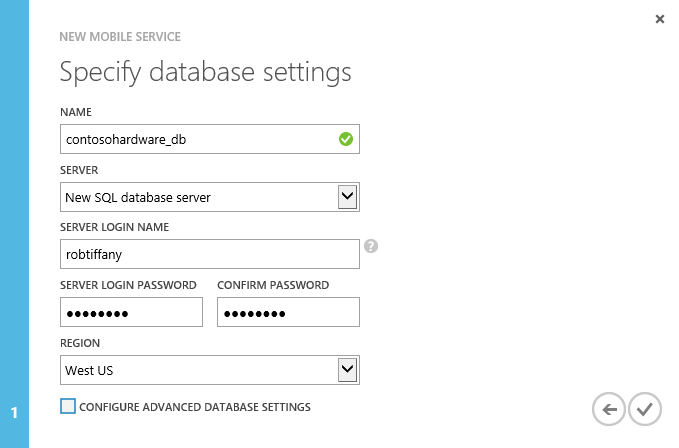 NEW MOBILE SERVICE
Specify database settings
NAME
contosohardware_db
SERVER
New SQL database server
SERVER LOGIN NAME
robtiffany
?
SERVER LOGIN PASSWORD CONFIRM PASSWORD
●●●●●●●● ●●●●●●●●
REGION
West US
CONFIGURE ADVANCED DATABASE SETTINGS
1